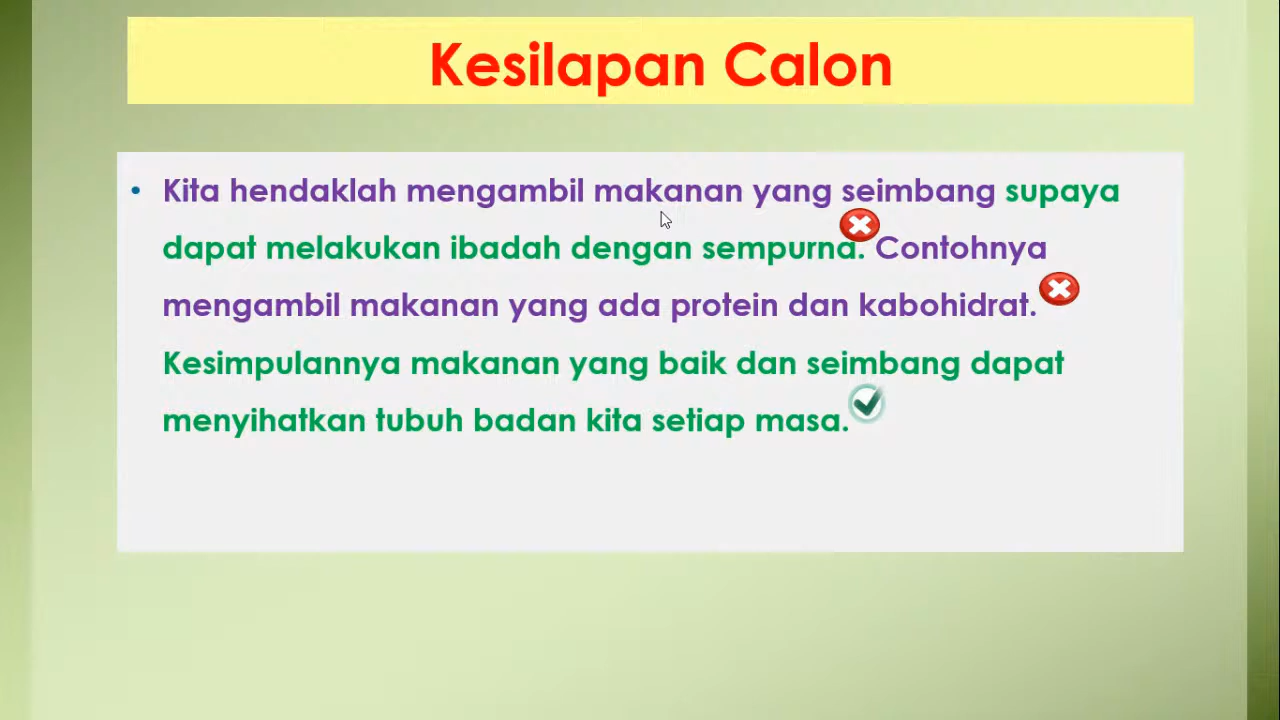 Kesilapan Calon
• Kita hendaklah mengambil makanan yang seimbang supaya
dapat melakukan ibadah dengan sempurna. Contohnya
mengambil makanan yang ada protein dan kabohidrat.
Kesimpulannya makanan yang baik dan seimbang dapat
menyihatkan tubuh badan kita setiap masa.